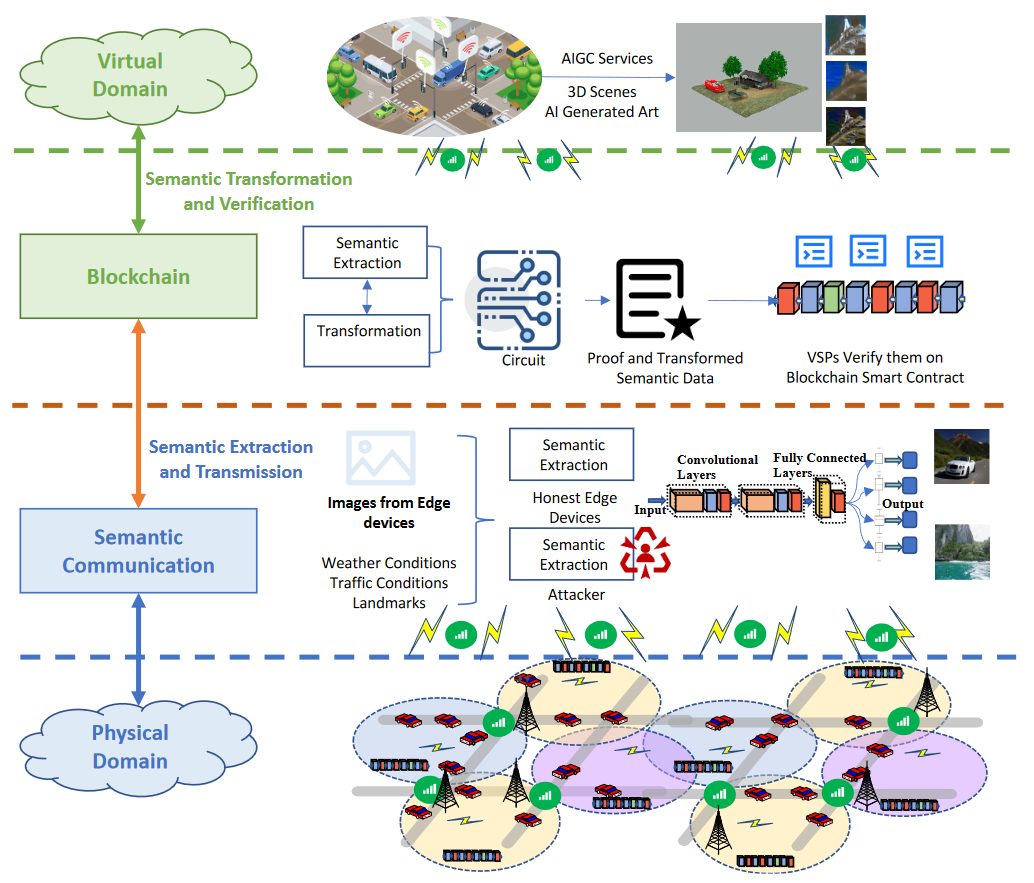 Virtual
Domain
AIGC Services
3D Scenes
AI Generated Art
Semantic Transformation
and Verification
Blockchain
Semantic
Extraction
Transformation
Circuit
Proof and Transformed
Semantic Data
VSPs Verify them on
Blockchain Smart Contract
Semantic Extraction
and Transmission
Semantic
Communication
Images from Edge
devices
Weather Conditions
Traffic Conditions
Landmarks
Semantic
Extraction
Honest Edge
Devices
Semantic
Extraction
Attacker
Input
Convolutional
Layers
Fully Connected
Layers
Output
Physical
Domain